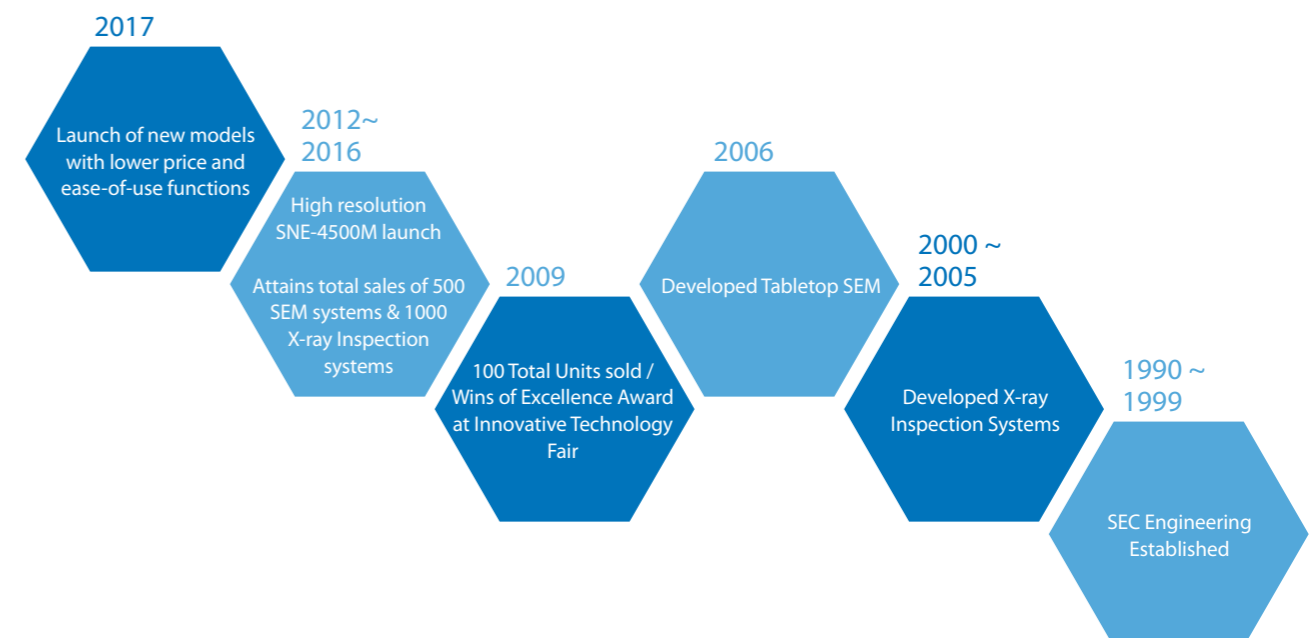 2017
Launch of new models
with lower price and
ease-of-use functions
2012~
2016
High resolution
SNE-4500M launch
Attains total sales of 500
SEM systems & 1000
X-ray Inspection
systems
2009
100 Total Units sold /
Wins of Excellence Award
at Innovative Technology
Fair
2006
Developed Tabletop SEM
2000 ~
2005
Developed X-ray
Inspection Systems
1990 ~
1999
SEC Engineering
Established